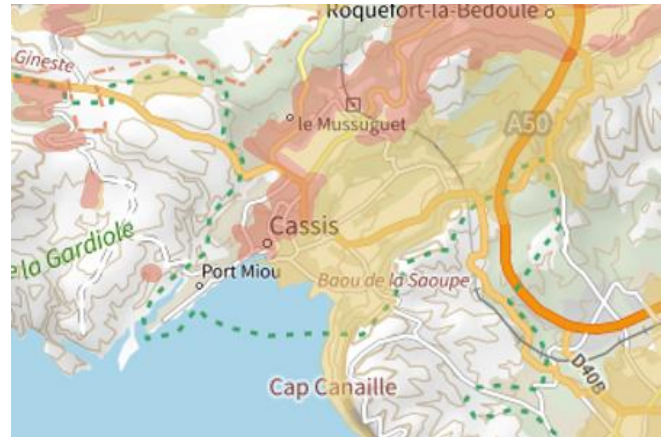 Roquefort-la-Bédoule
Gineste
le Mussuguet
A50
Cassis
e la Gardiole
Port Miou
Baou de la Saoupe
Cap Canaille
D40B